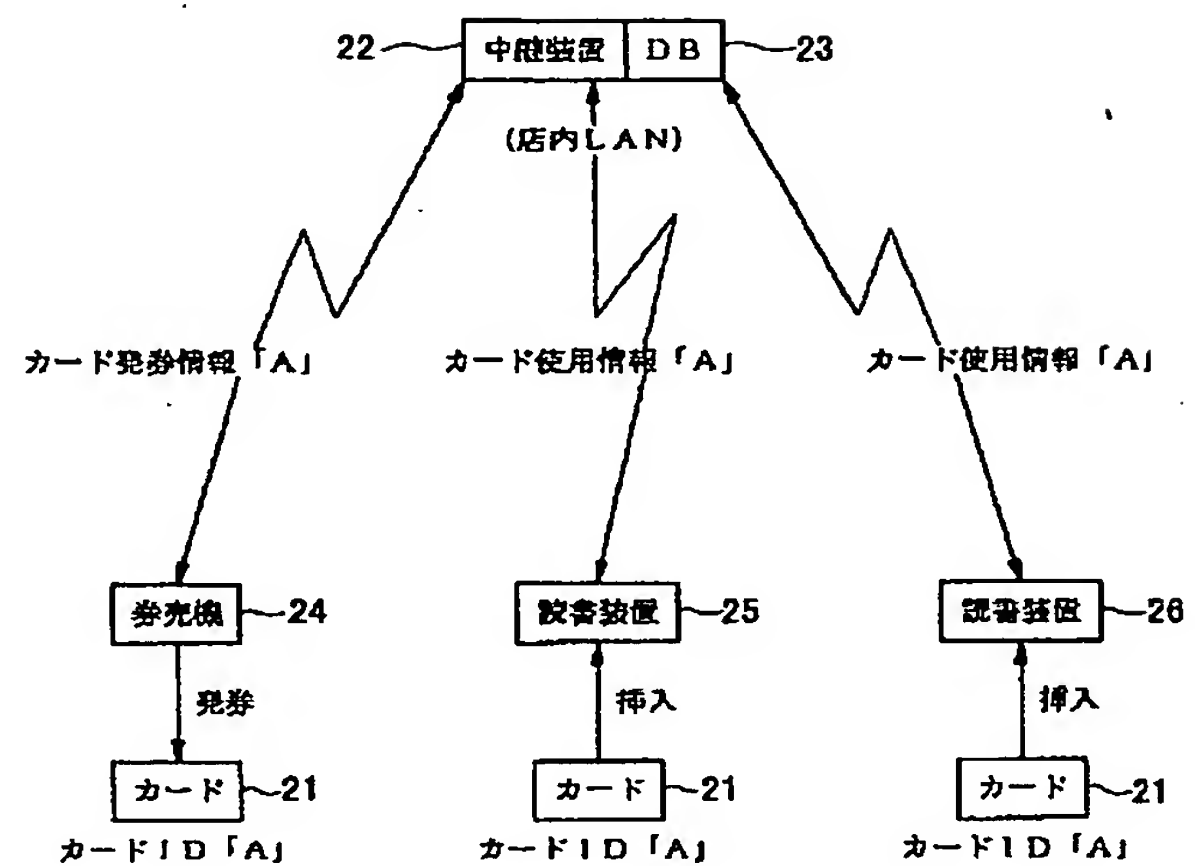 22 中継装置 DB 23
(店内LAN)
カード発券情報「A」 カード使用情報「A」 カード使用情報「A」
券売機 24 読書装置 25 読書装置 26
発券 挿入 挿入
カード 21 カード 21 カード 21
カードID「A」 カードID「A」 カードID「A」